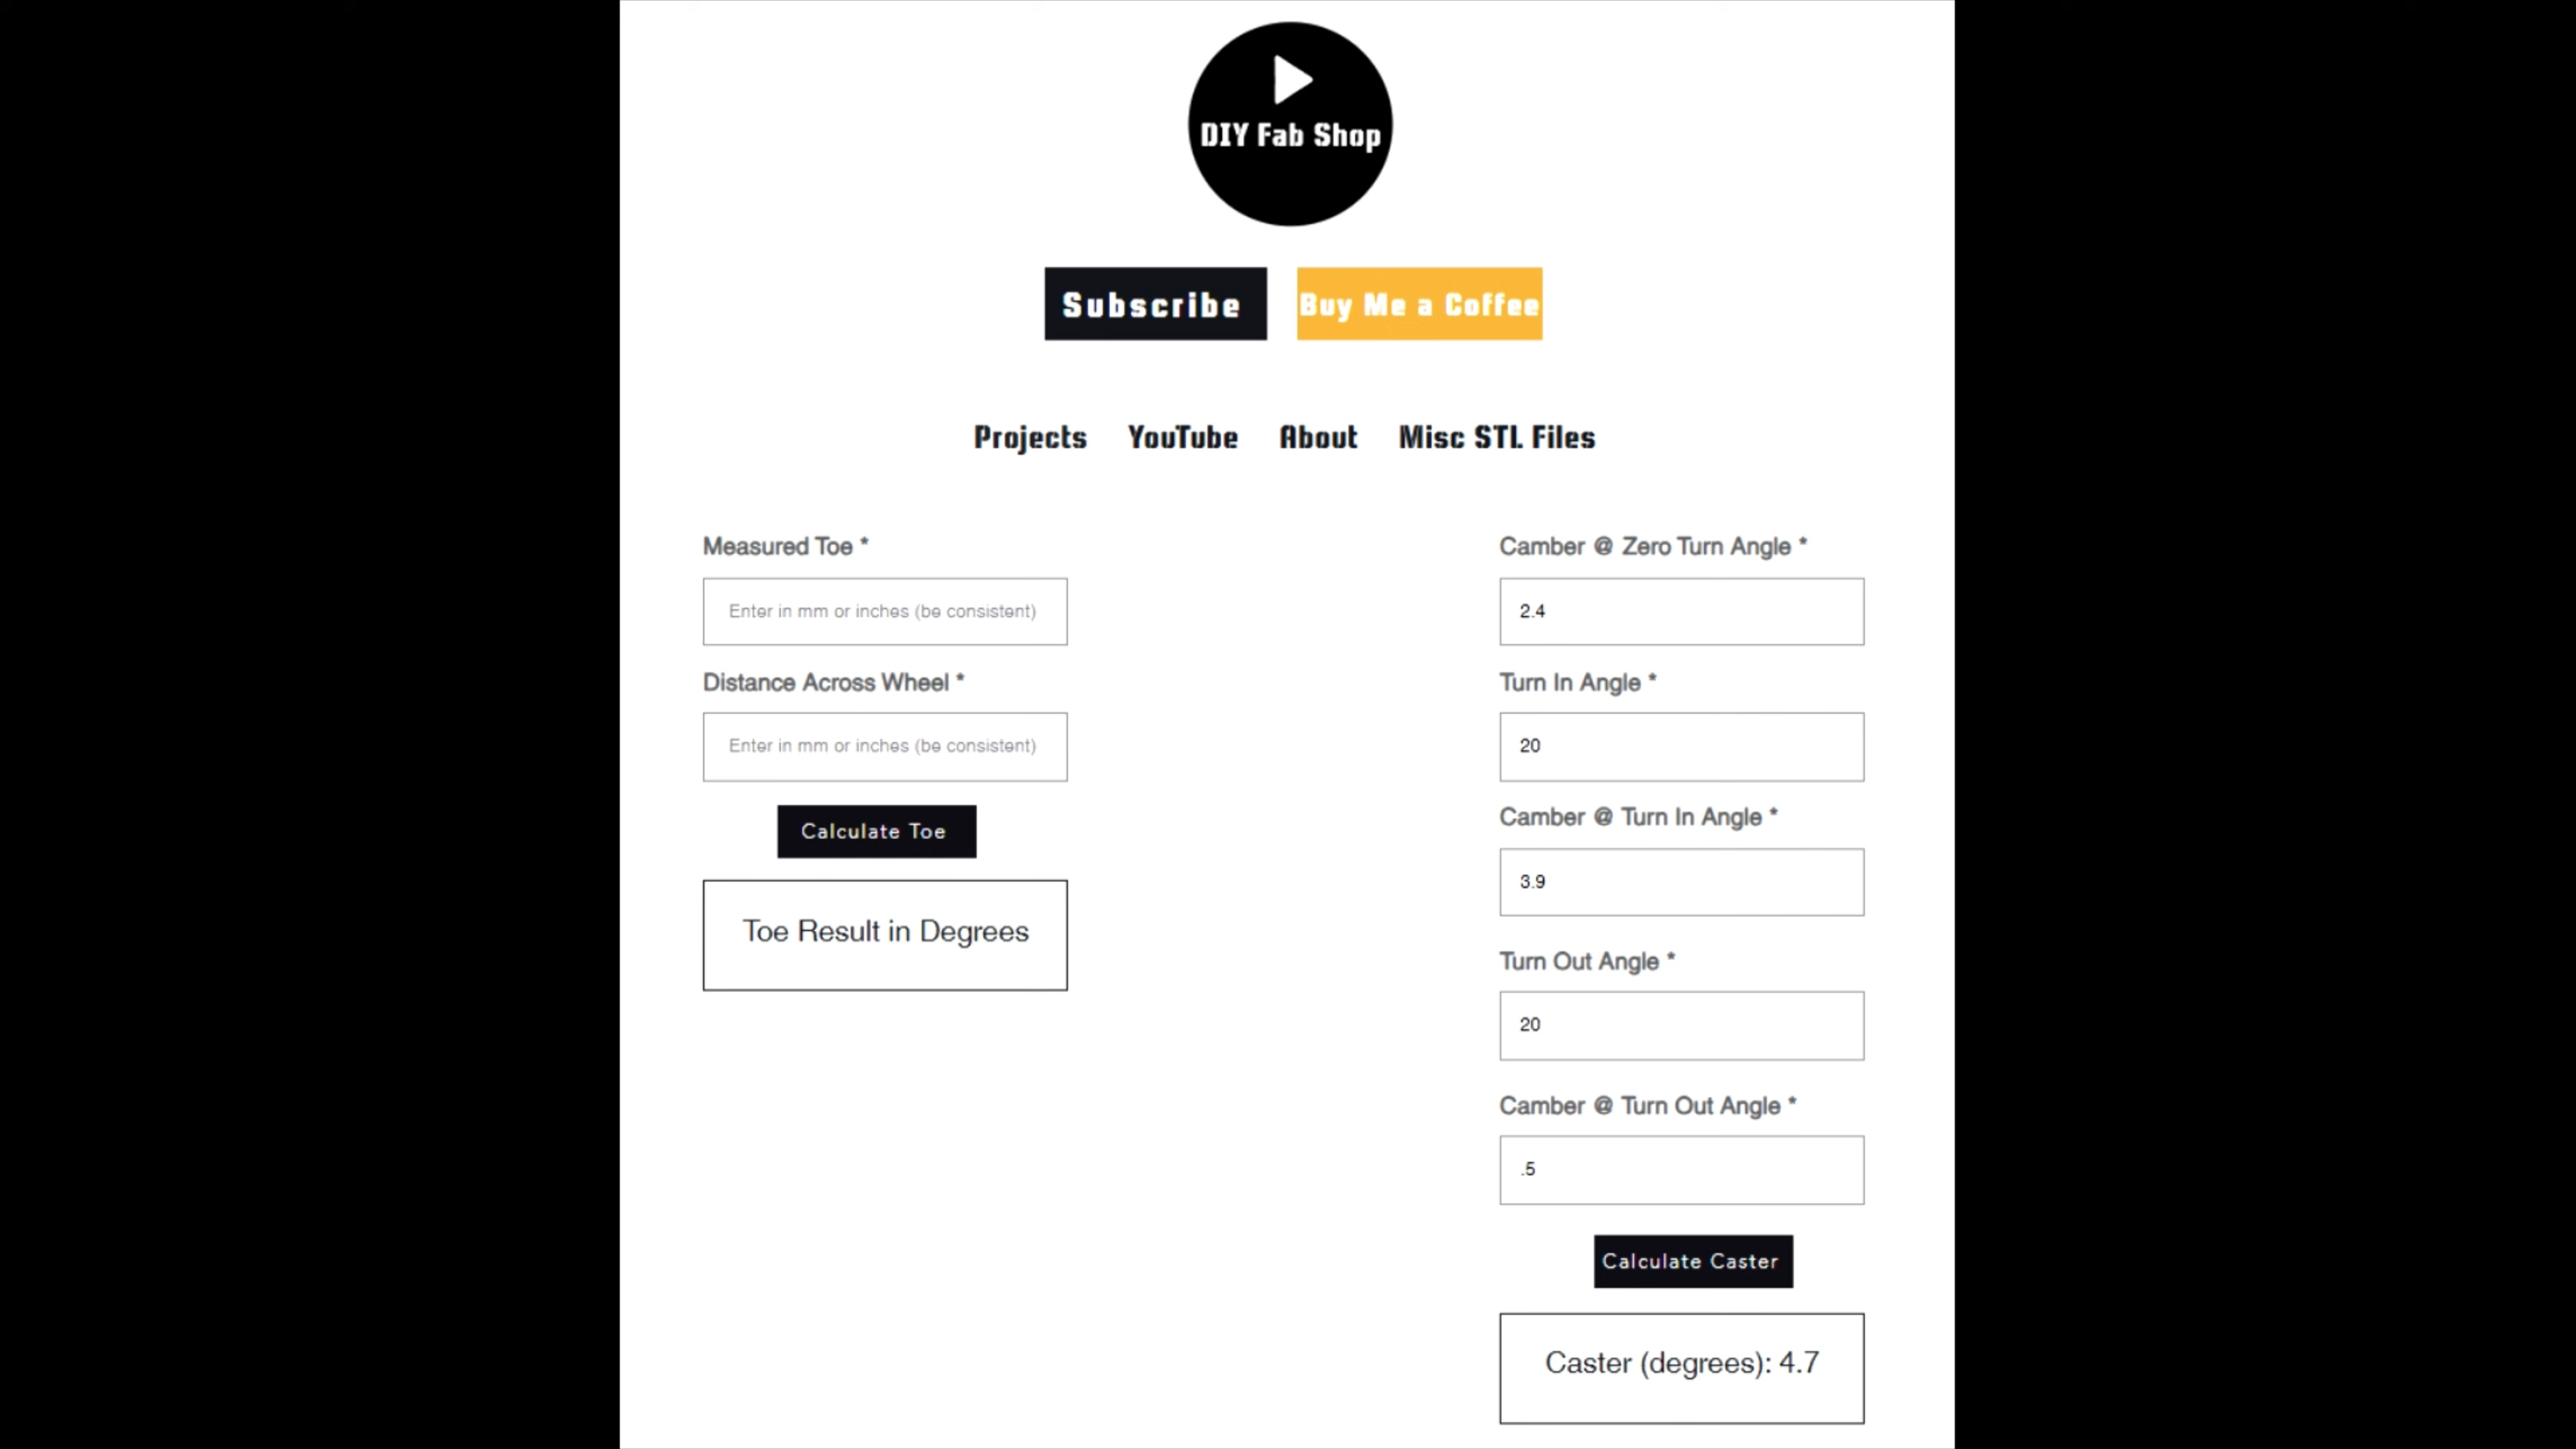 DIY Fab Shop
Subscribe
Buy Me a Coffee
Projects YouTube About Misc STL Files
Measured Toe *
Enter in mm or inches (be consistent)
Distance Across Wheel *
Enter in mm or inches (be consistent)
Calculate Toe
Toe Result in Degrees
Camber @ Zero Turn Angle *
2.4
Turn In Angle *
20
Camber @ Turn In Angle *
3.9
Turn Out Angle *
20
Camber @ Turn Out Angle *
.5
Calculate Caster
Caster (degrees): 4.7